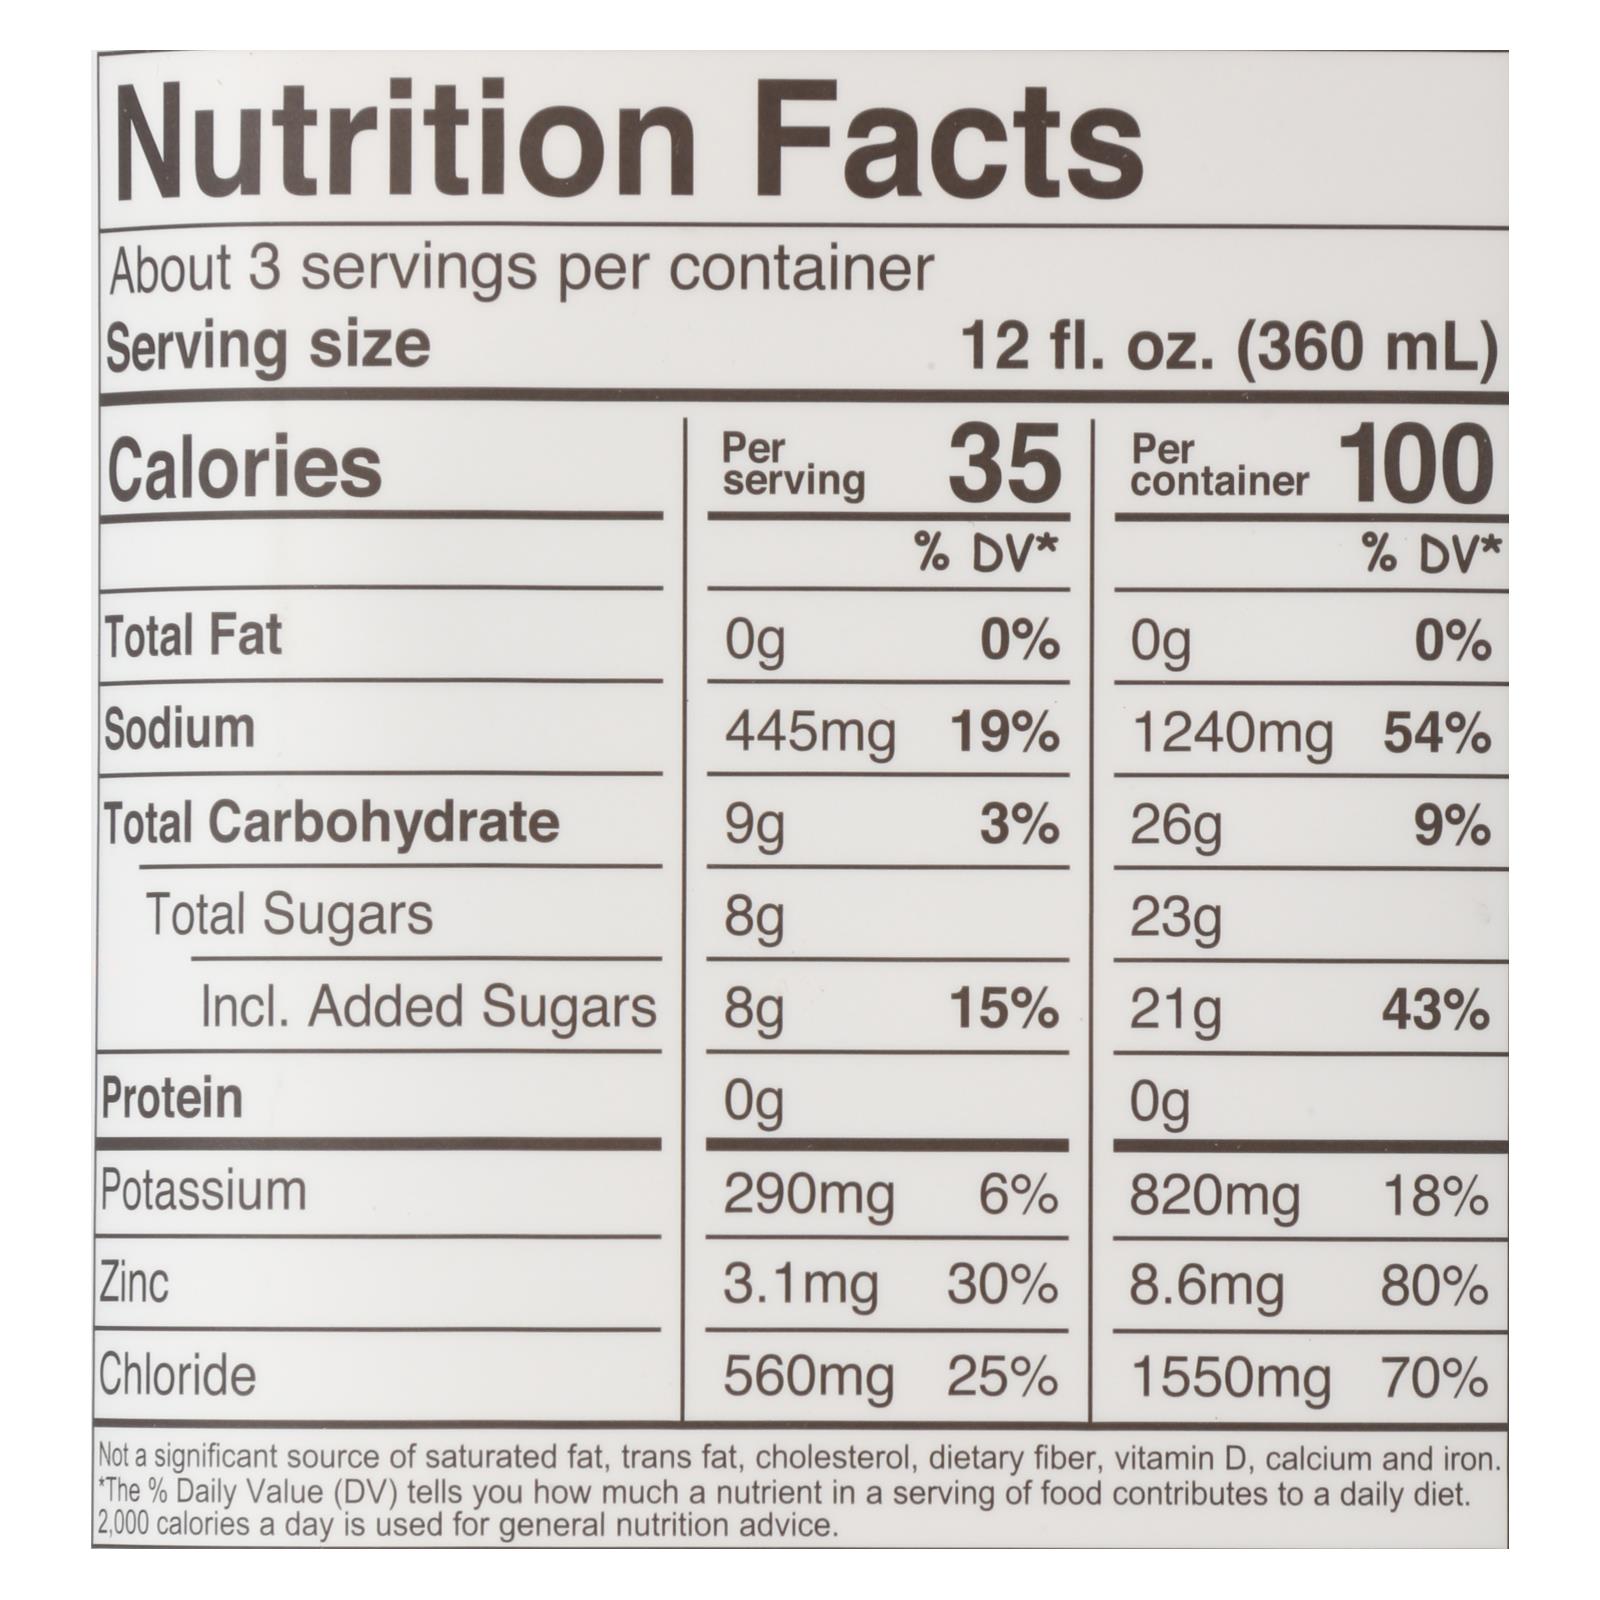 Nutrition Facts
About 3 servings per container
Serving size 12 fl. oz. (360 mL)
Calories Per serving 35 Per container 100
% DV* % DV*
Total Fat 0g 0% 0g 0%
Sodium 445mg 19% 1240mg 54%
Total Carbohydrate 9g 3% 26g 9%
Total Sugars 8g 23g
Incl. Added Sugars 8g 15% 21g 43%
Protein 0g 0g
Potassium 290mg 6% 820mg 18%
Zinc 3.1mg 30% 8.6mg 80%
Chloride 560mg 25% 1550mg 70%
Not a significant source of saturated fat, trans fat, cholesterol, dietary fiber, vitamin D, calcium and iron.
*The % Daily Value (DV) tells you how much a nutrient in a serving of food contributes to a daily diet.
2,000 calories a day is used for general nutrition advice.